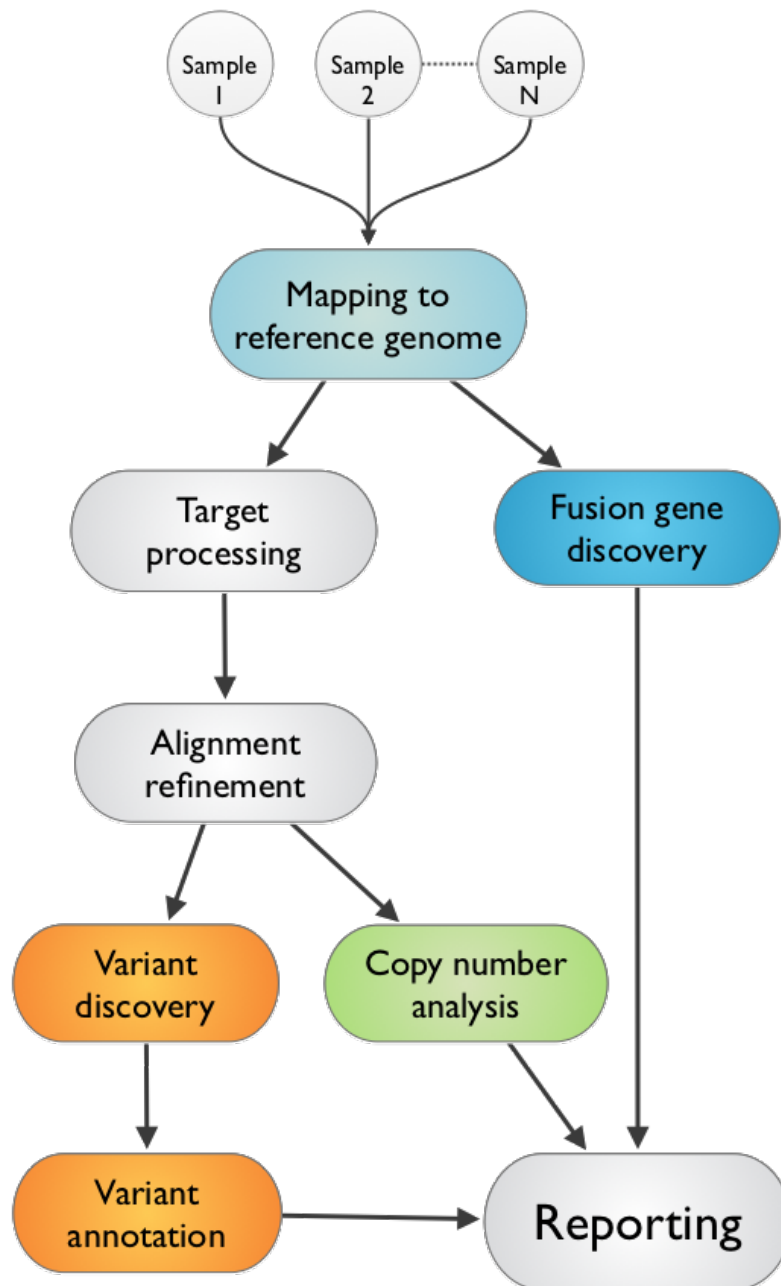 Sample
1
Sample
2
Sample
N
Mapping to
reference genome
Target
processing
Fusion gene
discovery
Alignment
refinement
Variant
discovery
Copy number
analysis
Variant
annotation
Reporting